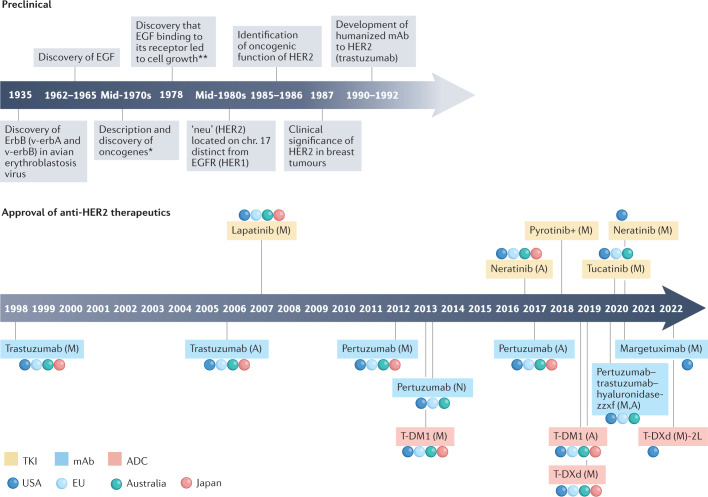 Preclinical
Discovery of EGF
Discovery that
EGF binding to
its receptor led
to cell growth**
Identification
of oncogenic
function of HER2
Development of
humanized mAb
to HER2
(trastuzumab)
1935
1962–1965
Mid-1970s
1978
Mid-1980s
1985–1986
1987
1990–1992
Discovery of
ErbB (v-erbA and
v-erbB) in avian
erythroblastosis
virus
Description and
discovery of
oncogenes*
'neu' (HER2)
located on chr. 17
distinct from
EGFR (HER1)
Clinical
significance of
HER2 in breast
tumours
Approval of anti-HER2 therapeutics
Lapatinib (M)
Pyrotinib+ (M)
Neratinib (M)
Neratinib (A)
Tucatinib (M)
1998 1999 2000 2001 2002 2003 2004 2005 2006 2007 2008 2009 2010 2011 2012 2013 2014 2015 2016 2017 2018 2019 2020 2021 2022
Trastuzumab (M)
Trastuzumab (A)
Pertuzumab (M)
Pertuzumab (A)
Margetuximab (M)
Pertuzumab (N)
Pertuzumab–
trastuzumab–
hyaluronidase-
zzxf (M,A)
T-DM1 (M)
T-DM1 (A)
T-DXd (M)-2L
T-DXd (M)
TKI
mAb
ADC
USA
EU
Australia
Japan